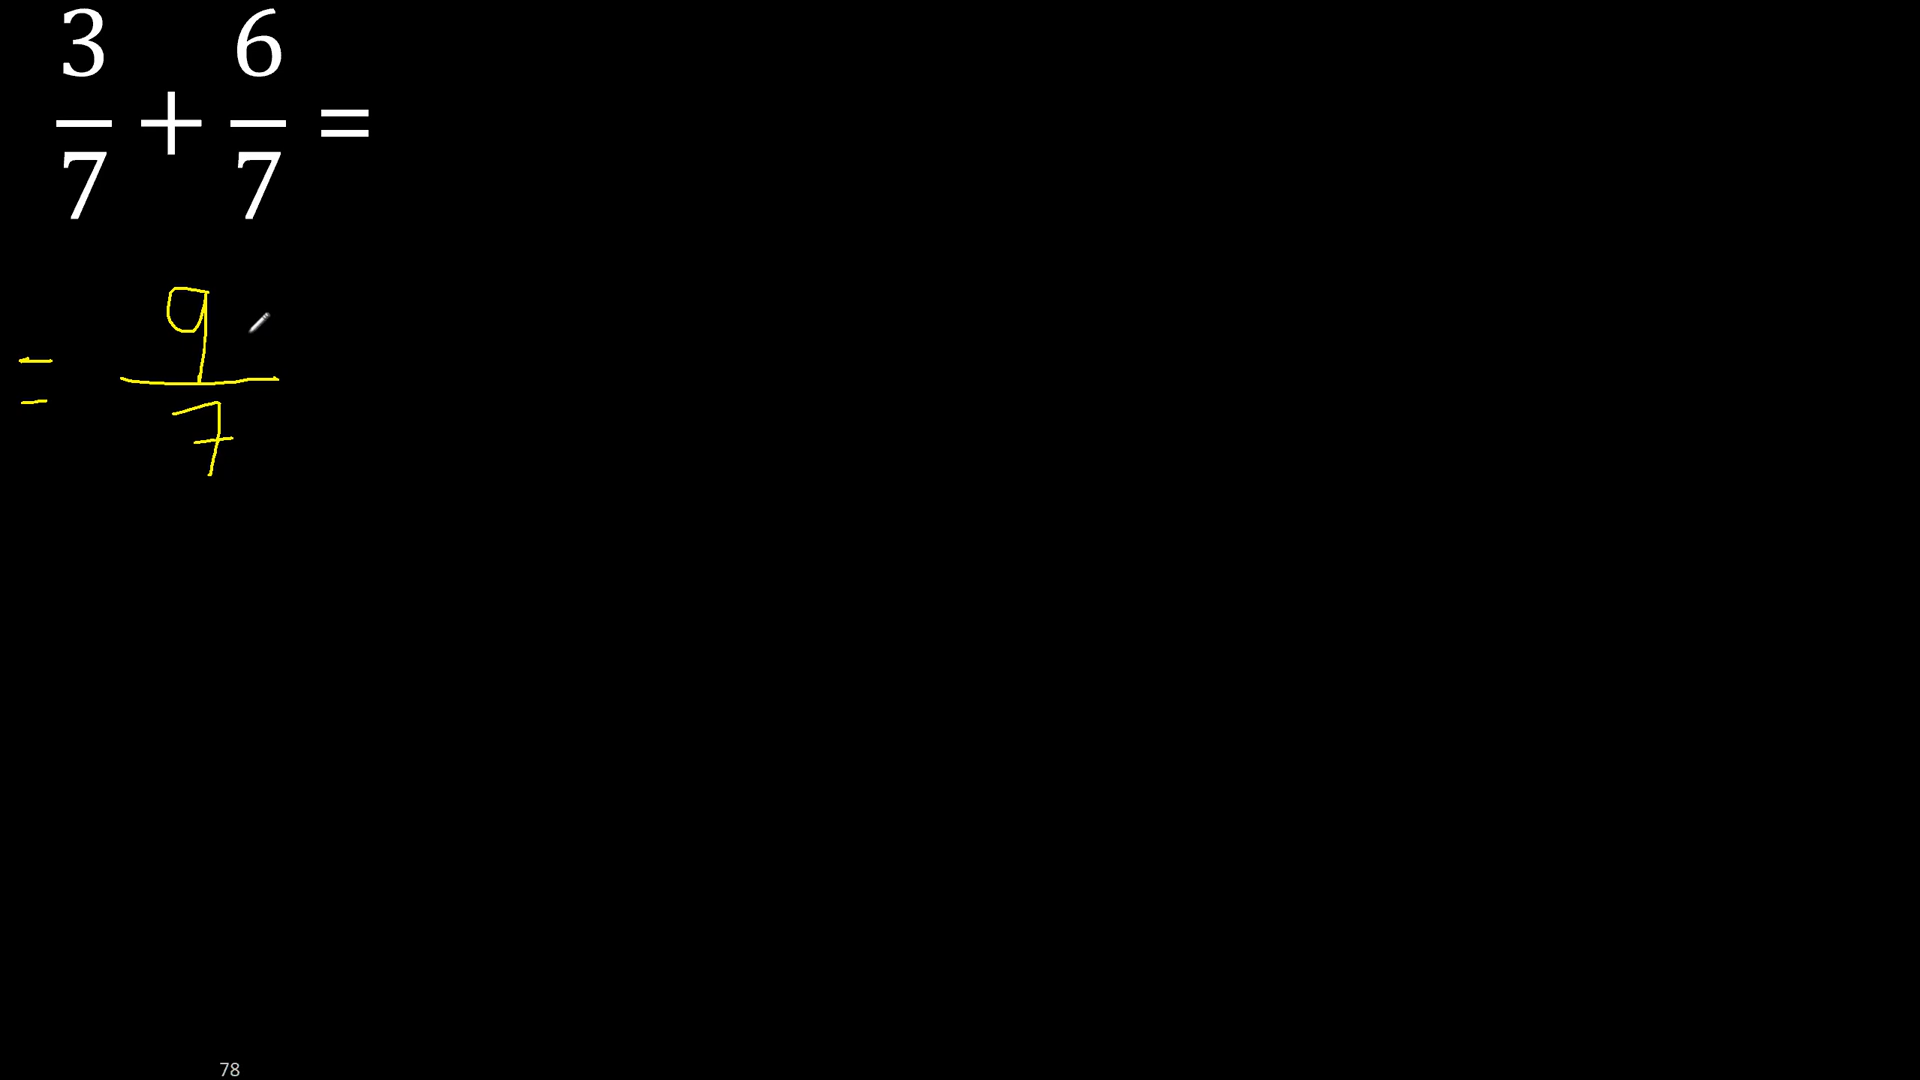 3/7 + 6/7 =
= 9/7
78